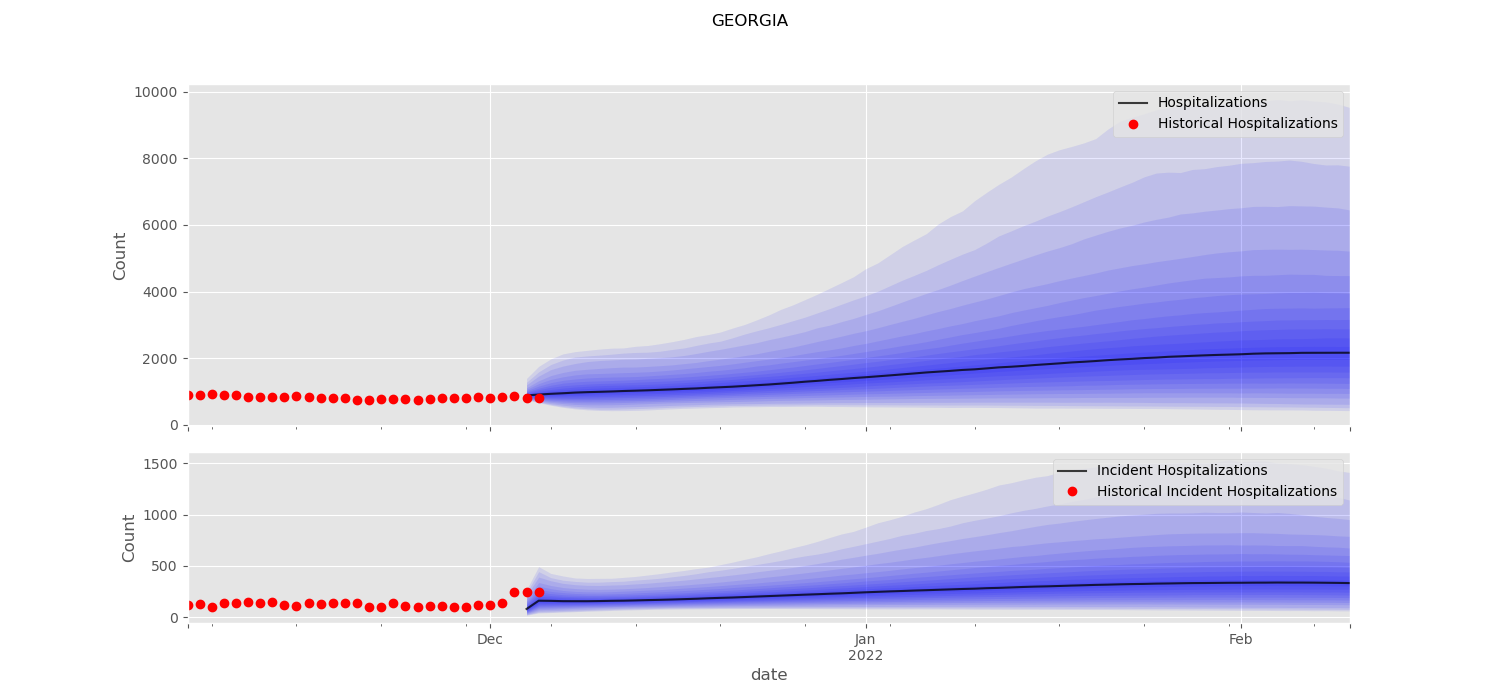 GEORGIA
10000
8000
6000
4000
2000
0
Count
Hospitalizations
Historical Hospitalizations
1500
1000
500
0
Count
Incident Hospitalizations
Historical Incident Hospitalizations
Dec
Jan
2022
Feb
date